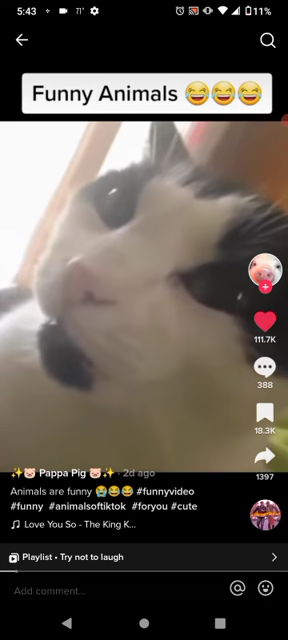 5:43 71° 11%
Funny Animals 😂😂😂
111.7K
388
18.3K
1397
✨🐷 Pappa Pig 🐷✨ · 2d ago
Animals are funny 😭😂😂 #funnyvideo
#funny #animalsoftiktok #foryou #cute
Love You So - The King K...
Playlist • Try not to laugh
Add comment...